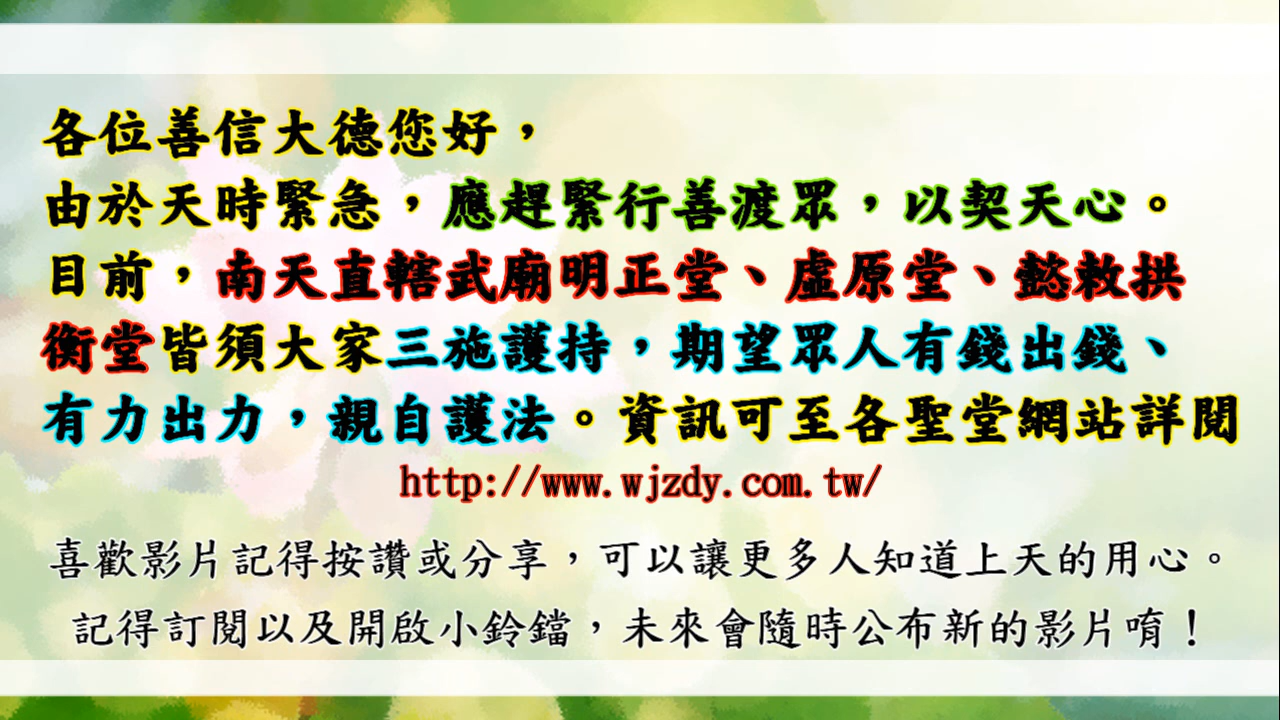 各位善信大德您好，
由於天時緊急，應趕緊行善渡眾，以契天心。
目前，南天直轄武廟明正堂、虛原堂、懿敕拱
衡堂皆須大家三施護持，期望眾人有錢出錢、
有力出力，親自護法。資訊可至各聖堂網站詳閱
http://www.wjzdy.com.tw/
喜歡影片記得按讚或分享，可以讓更多人知道上天的用心。
記得訂閱以及開啟小鈴鐺，未來會隨時公布新的影片唷！